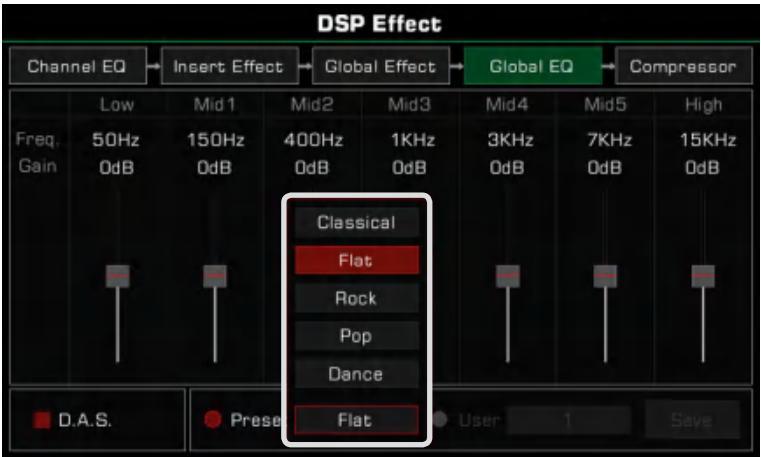 DSP Effect
Channel EQ Insert Effect Global Effect Global EQ Compressor
Low Mid1 Mid2 Mid3 Mid4 Mid5 High
Freq. 50Hz 150Hz 400Hz 1KHz 3KHz 7KHz 15KHz
Gain 0dB 0dB 0dB 0dB 0dB 0dB 0dB
Classical
Flat
Rock
Pop
Dance
D.A.S. Prese Flat User 1 Save